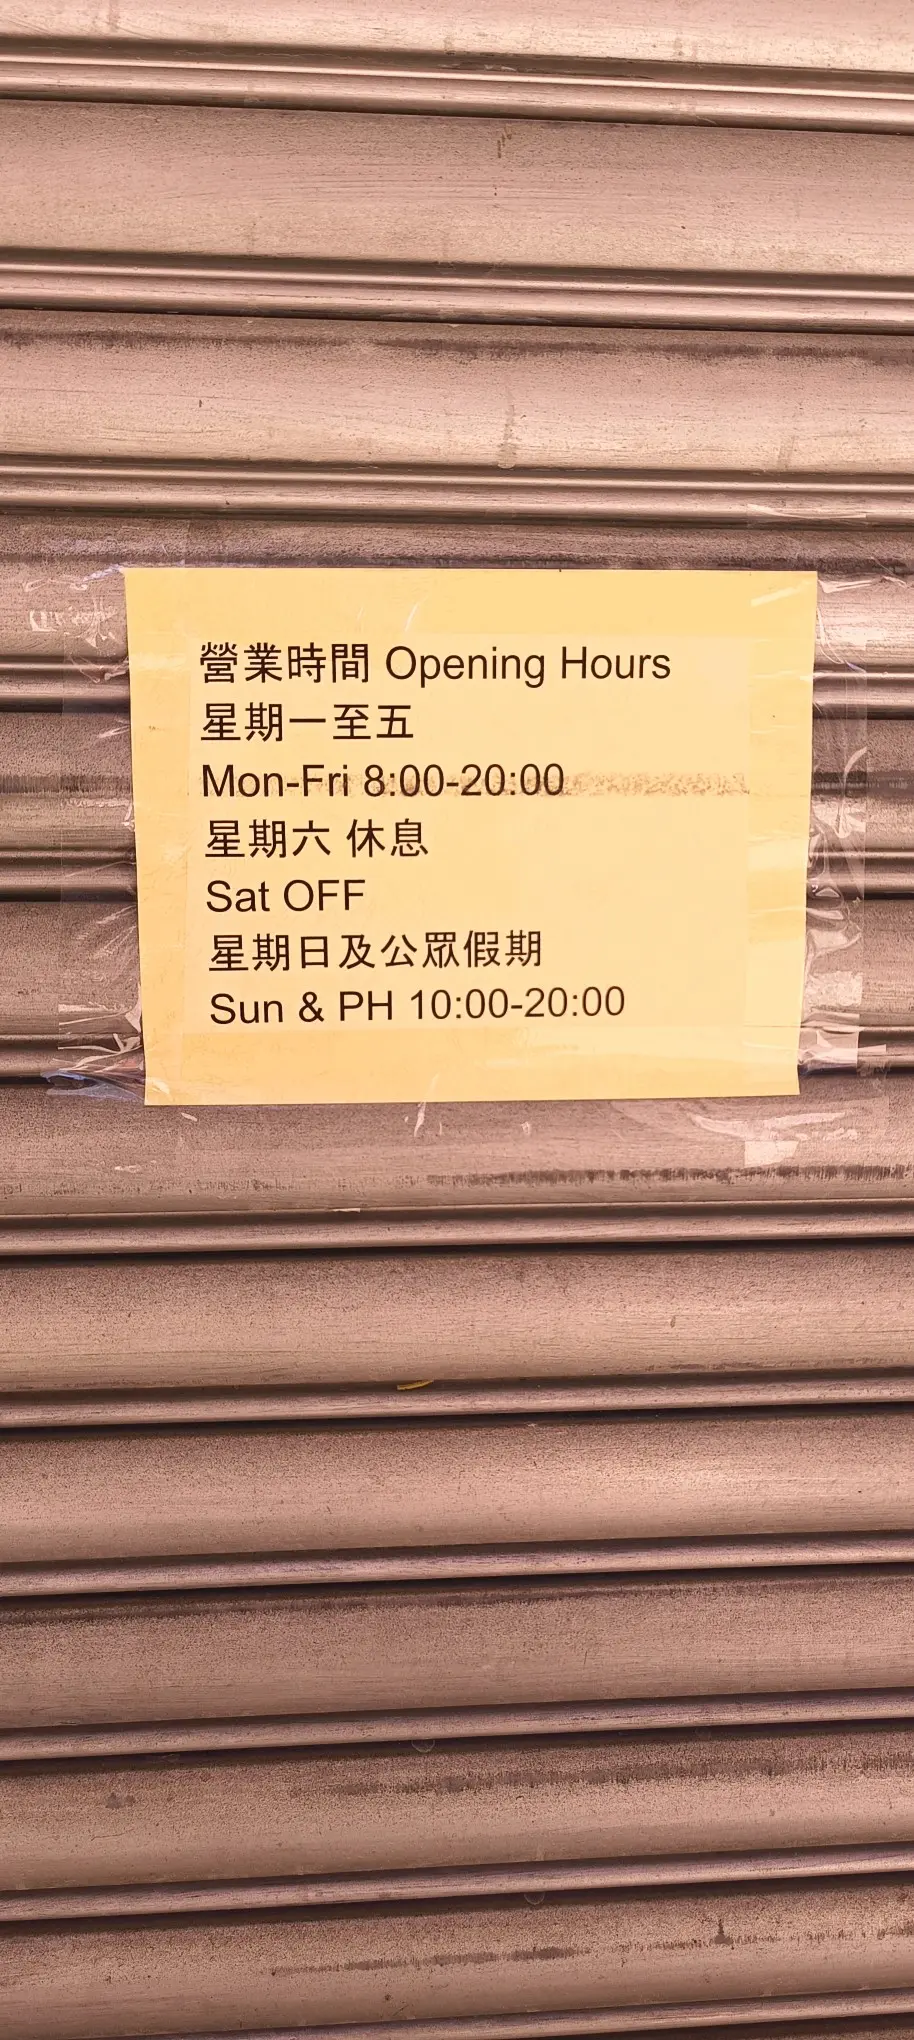 營業時間 Opening Hours
星期一至五
Mon-Fri 8:00-20:00
星期六 休息
Sat OFF
星期日及公眾假期
Sun & PH 10:00-20:00